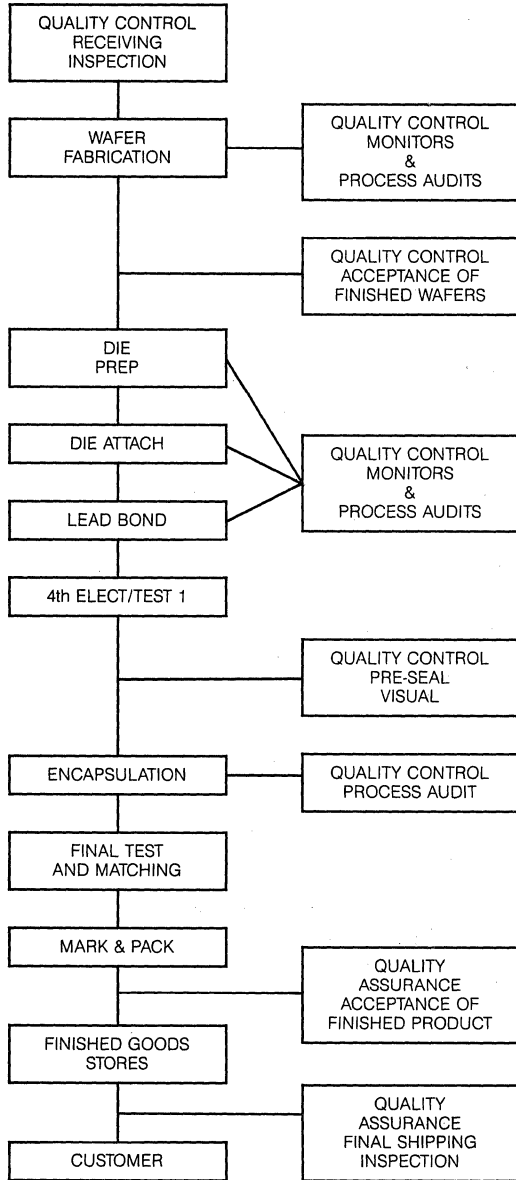 QUALITY CONTROL
RECEIVING
INSPECTION
WAFER
FABRICATION
QUALITY CONTROL
MONITORS
&
PROCESS AUDITS
QUALITY CONTROL
ACCEPTANCE OF
FINISHED WAFERS
DIE
PREP
DIE ATTACH
LEAD BOND
QUALITY CONTROL
MONITORS
&
PROCESS AUDITS
4th ELECT/TEST 1
QUALITY CONTROL
PRE-SEAL
VISUAL
ENCAPSULATION
QUALITY CONTROL
PROCESS AUDIT
FINAL TEST
AND MATCHING
MARK & PACK
QUALITY
ASSURANCE
ACCEPTANCE OF
FINISHED PRODUCT
FINISHED GOODS
STORES
QUALITY
ASSURANCE
FINAL SHIPPING
INSPECTION
CUSTOMER